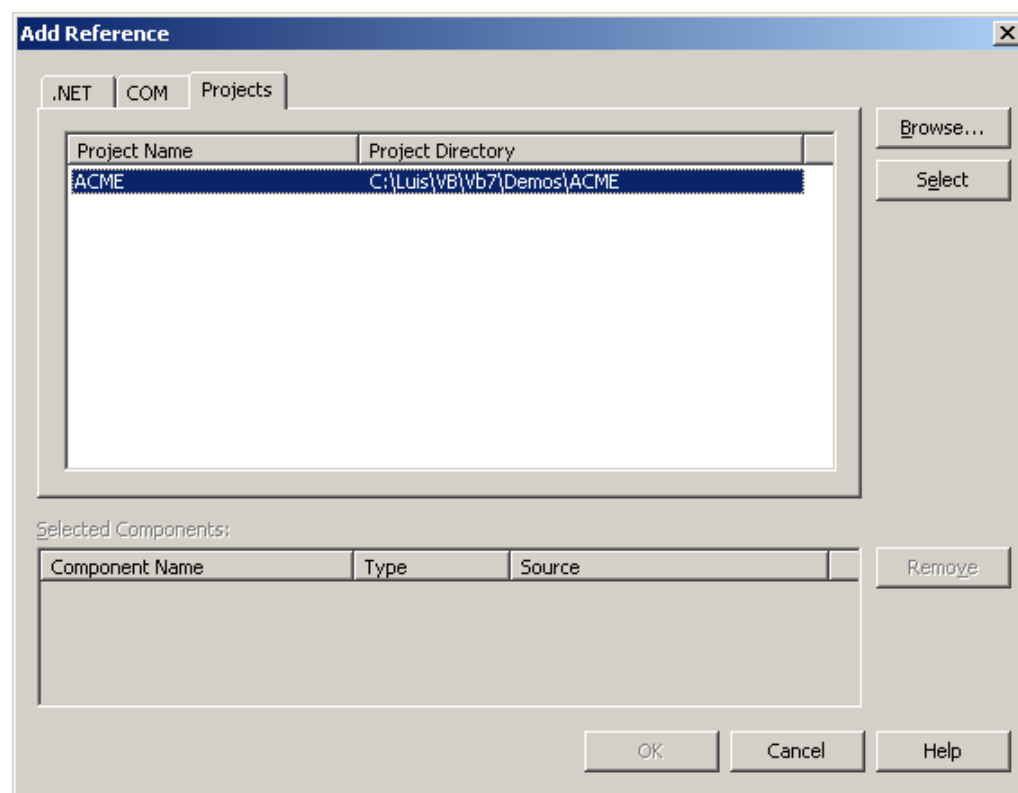 Add Reference
.NET COM Projects
Browse...
Project Name Project Directory
ACME C:\Luis\VB\Vb7\Demos\ACME
Select
Selected Components:
Component Name Type Source
Remove
OK Cancel Help